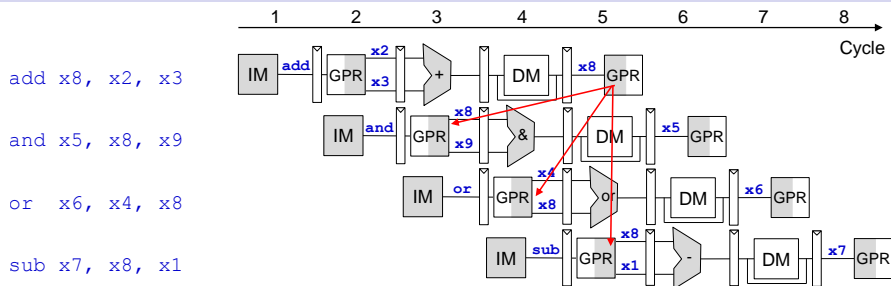 1 2 3 4 5 6 7 8
Cycle
add x8, x2, x3
IM add GPR x2 x3 + DM x8 GPR
and x5, x8, x9
IM and GPR x8 x9 & DM x5 GPR
or x6, x4, x8
IM or GPR x4 x8 or DM x6 GPR
sub x7, x8, x1
IM sub GPR x8 x1 - DM x7 GPR